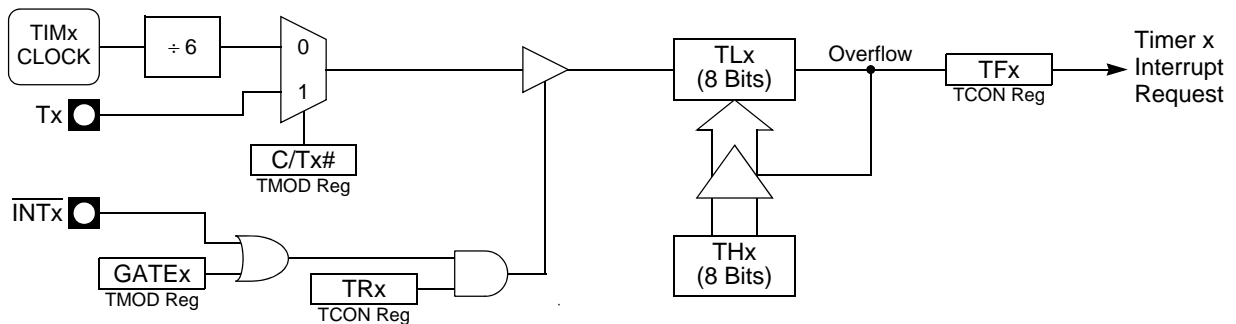 TIMx
CLOCK
÷ 6
0
1
Tx
C/Tx#
TMOD Reg
INTx
GATEx
TMOD Reg
TRx
TCON Reg
TLx
(8 Bits)
Overflow
TFx
TCON Reg
Timer x
Interrupt
Request
THx
(8 Bits)